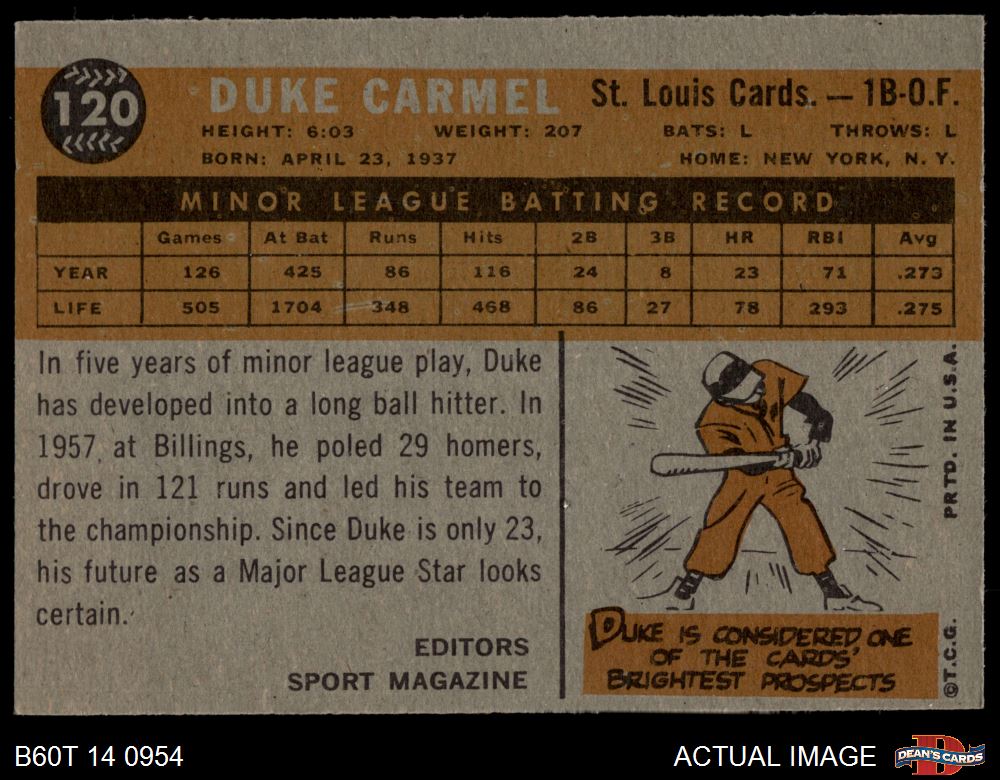 120
DUKE CARMEL St. Louis Cards. — 1B-O.F.
HEIGHT: 6:03 WEIGHT: 207 BATS: L THROWS: L
BORN: APRIL 23, 1937 HOME: NEW YORK, N. Y.
MINOR LEAGUE BATTING RECORD
Games At Bat Runs Hits 2B 3B HR RBI Avg
YEAR 126 425 86 116 24 8 23 71 .273
LIFE 505 1704 348 468 86 27 78 293 .275
In five years of minor league play, Duke
has developed into a long ball hitter. In
1957 at Billings, he poled 29 homers,
drove in 121 runs and led his team to
the championship. Since Duke is only 23,
his future as a Major League Star looks
certain.
EDITORS
SPORT MAGAZINE
DUKE IS CONSIDERED ONE
OF THE CARDS'
BRIGHTEST PROSPECTS
©T.C.G. PRTD. IN U.S.A.
B60T 14 0954 ACTUAL IMAGE
D
DEAN'S CARDS